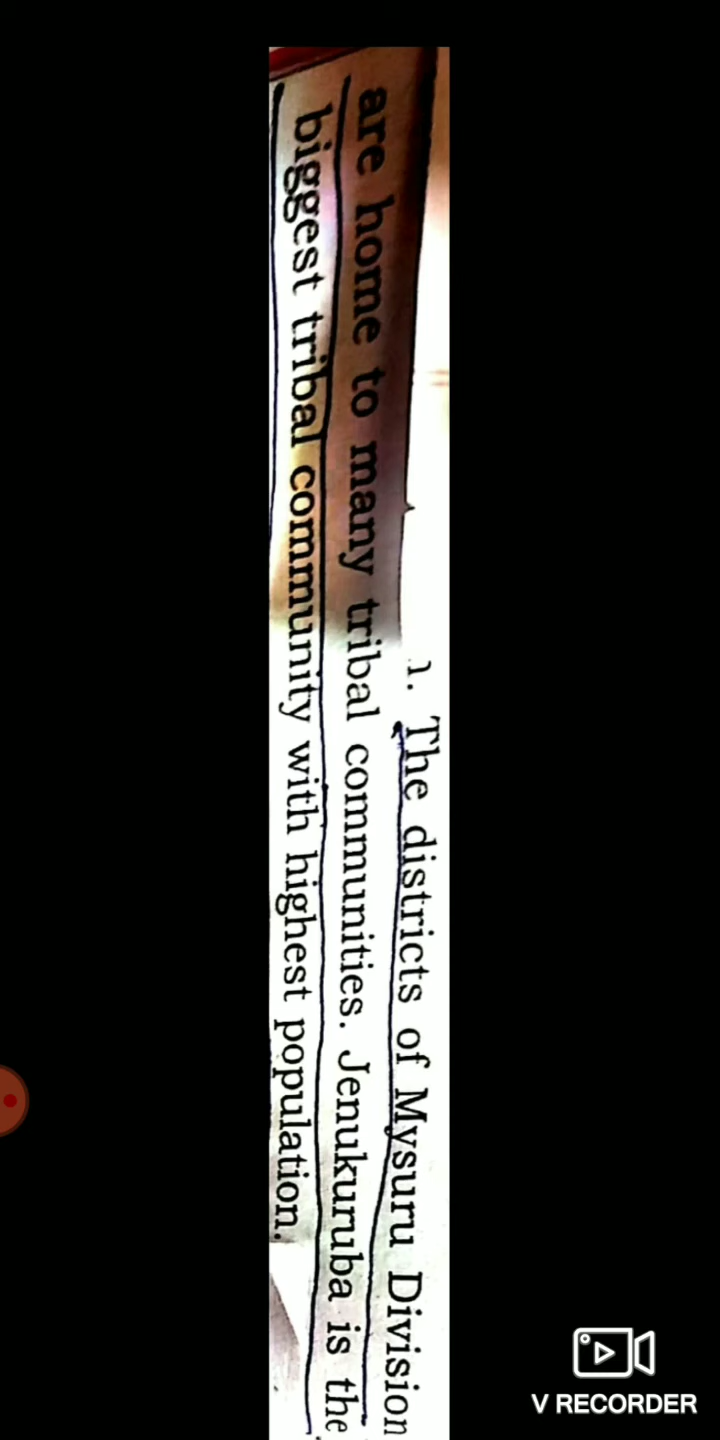 1. The districts of Mysuru Division
are home to many tribal communities. Jenukuruba is the
biggest tribal community with highest population.
V RECORDER